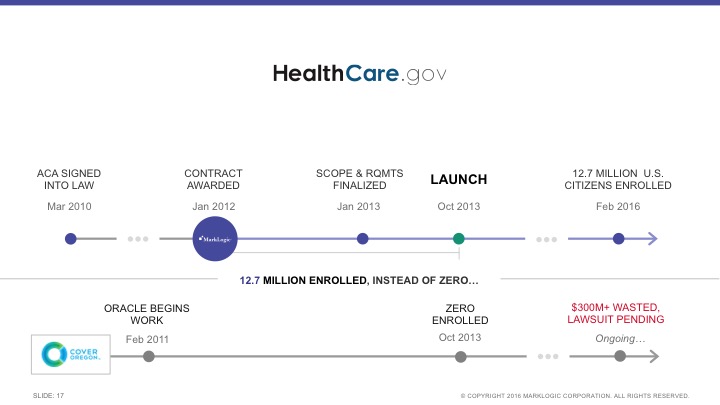 HealthCare.gov
ACA SIGNED
INTO LAW
Mar 2010
CONTRACT
AWARDED
Jan 2012
SCOPE & RQMTS
FINALIZED
Jan 2013
LAUNCH
Oct 2013
12.7 MILLION U.S.
CITIZENS ENROLLED
Feb 2016
MarkLogic
12.7 MILLION ENROLLED, INSTEAD OF ZERO…
ORACLE BEGINS
WORK
Feb 2011
ZERO
ENROLLED
Oct 2013
$300M+ WASTED,
LAWSUIT PENDING
Ongoing…
COVER
OREGON
SLIDE: 17
© COPYRIGHT 2016 MARKLOGIC CORPORATION. ALL RIGHTS RESERVED.